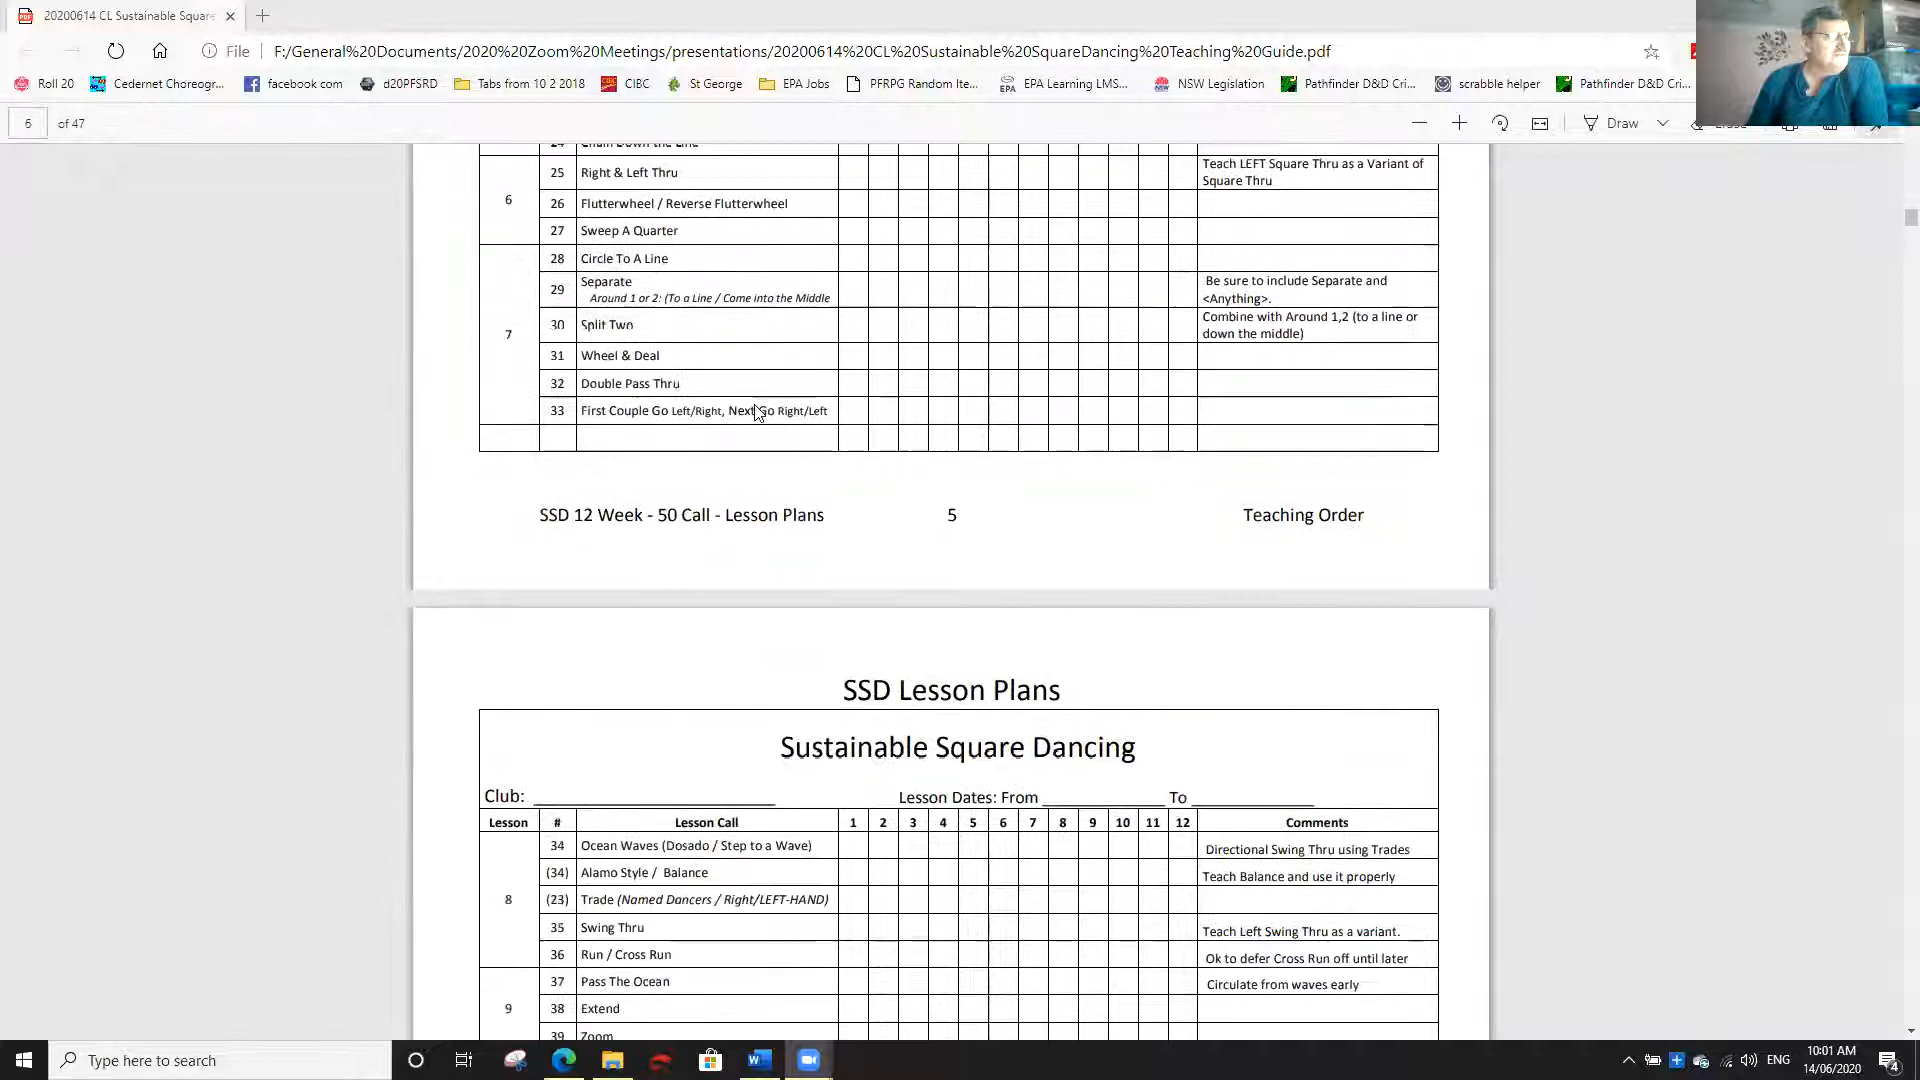 20200614 CL Sustainable Square
File F:/General%20Documents/2020%20Zoom%20Meetings/presentations/20200614%20CL%20Sustainable%20SquareDancing%20Teaching%20Guide.pdf
Roll 20 Cedernet Choreogr... facebook.com d20PFSRD Tabs from 10 2 2018 CIBC St George EPA Jobs PFRPG Random Ite... EPA Learning LMS... NSW Legislation Pathfinder D&D Cri... scrabble helper Pathfinder D&D Cri...
6 of 47 Draw
24 Chain Down the Line
6
25 Right & Left Thru Teach LEFT Square Thru as a Variant of
Square Thru
26 Flutterwheel / Reverse Flutterwheel
27 Sweep A Quarter
7
28 Circle To A Line
29 Separate Be sure to include Separate and
Around 1 or 2: (To a Line / Come into the Middle <Anything>.
30 Split Two Combine with Around 1,2 (to a line or
down the middle)
31 Wheel & Deal
32 Double Pass Thru
33 First Couple Go Left/Right, Next Go Right/Left
SSD 12 Week - 50 Call - Lesson Plans 5 Teaching Order
SSD Lesson Plans
Sustainable Square Dancing
Club: Lesson Dates: From To
Lesson # Lesson Call 1 2 3 4 5 6 7 8 9 10 11 12 Comments
8
34 Ocean Waves (Dosado / Step to a Wave) Directional Swing Thru using Trades
(34) Alamo Style / Balance Teach Balance and use it properly
(23) Trade (Named Dancers / Right/LEFT-HAND)
35 Swing Thru Teach Left Swing Thru as a variant.
36 Run / Cross Run Ok to defer Cross Run off until later
9
37 Pass The Ocean Circulate from waves early
38 Extend
39 Zoom
Type here to search
ENG 10:01 AM
14/06/2020
4